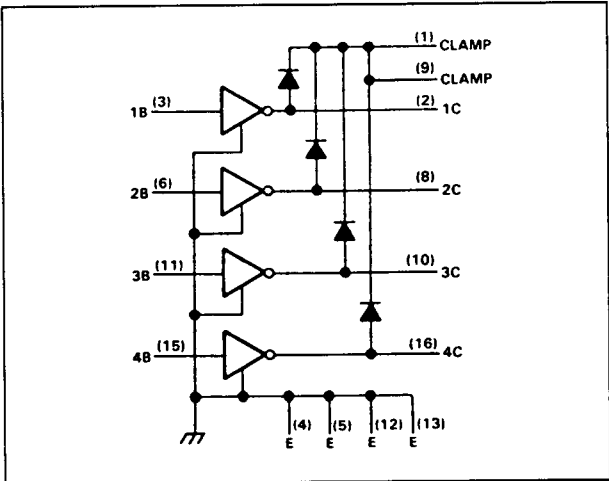 (1) CLAMP
(9) CLAMP
1B (3) (2) 1C
2B (6) (8) 2C
3B (11) (10) 3C
4B (15) (16) 4C
(4) (5) (12) (13)
E E E E